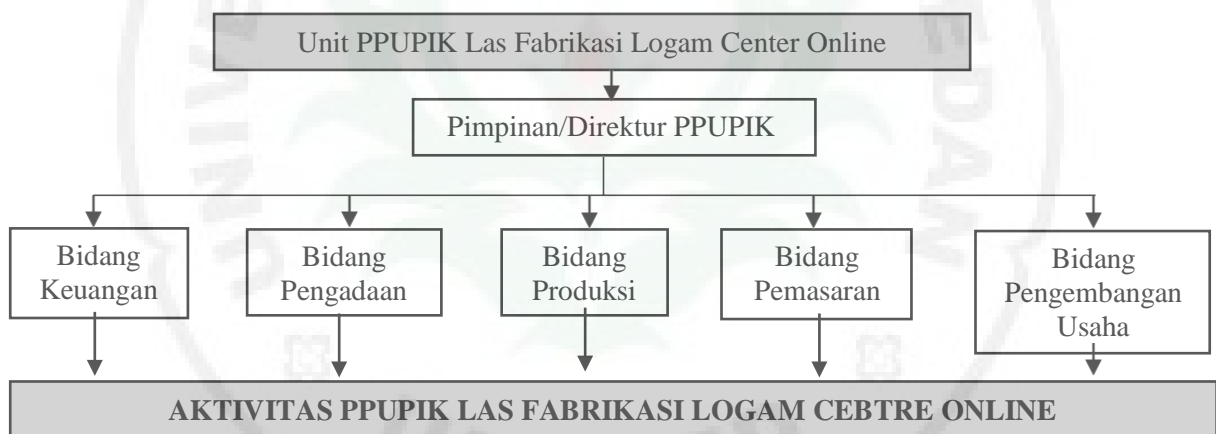 Unit PPUPIK Las Fabrikasi Logam Center Online
Pimpinan/Direktur PPUPIK
Bidang
Keuangan
Bidang
Pengadaan
Bidang
Produksi
Bidang
Pemasaran
Bidang
Pengembangan
Usaha
AKTIVITAS PPUPIK LAS FABRIKASI LOGAM CEBTRE ONLINE